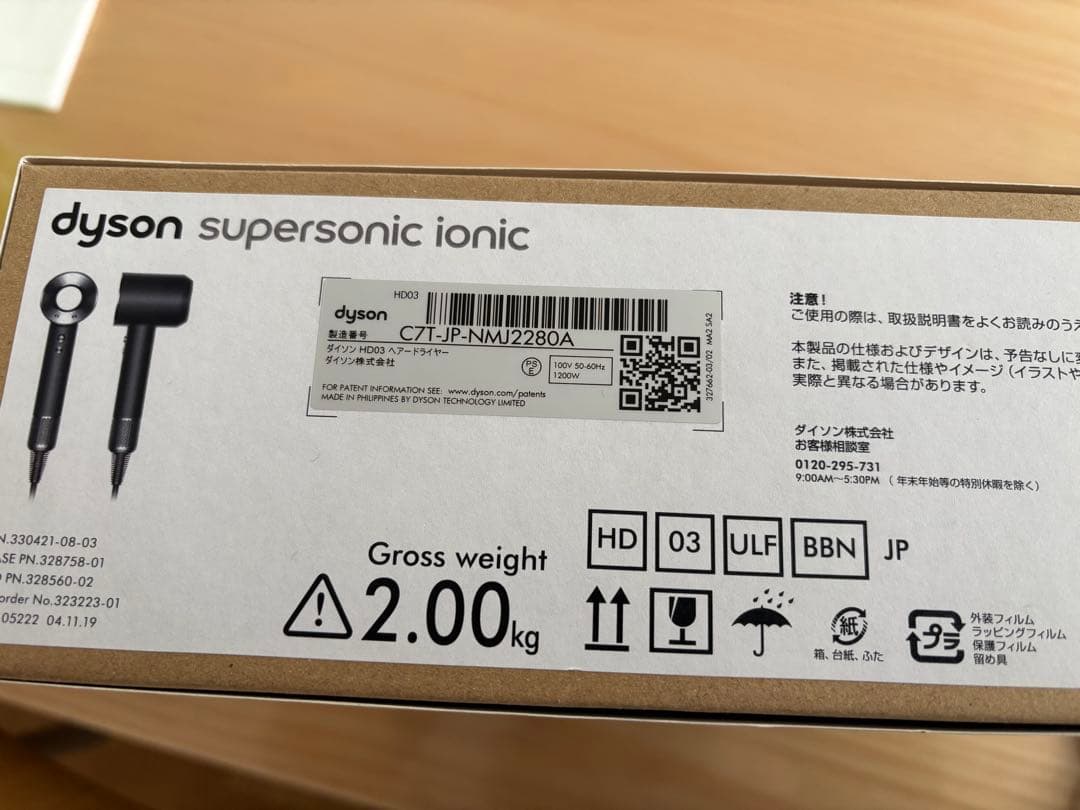 dyson supersonic ionic
HD03
dyson
製造番号 C7T-JP-NMJ2280A
ダイソン HD03 ヘアードライヤー
ダイソン株式会社
PS
E
100V 50-60Hz
1200W
FOR PATENT INFORMATION SEE: www.dyson.com/patents
MADE IN PHILIPPINES BY DYSON TECHNOLOGY LIMITED
327662-03/02 MA2 SA2
注意!
ご使用の際は、取扱説明書をよくお読みのうえ
本製品の仕様およびデザインは、予告なしに変
また、掲載された仕様やイメージ(イラストや
実際と異なる場合があります。
ダイソン株式会社
お客様相談室
0120-295-731
9:00AM〜5:30PM (年末年始等の特別休暇を除く)
N.330421-08-03
ASE PN.328758-01
PN.328560-02
order No.323223-01
05222 04.11.19
Gross weight
2.00kg
HD 03 ULF BBN JP
紙
箱、台紙、ふた
プラ
外装フィルム
ラッピングフィルム
保護フィルム
留め具